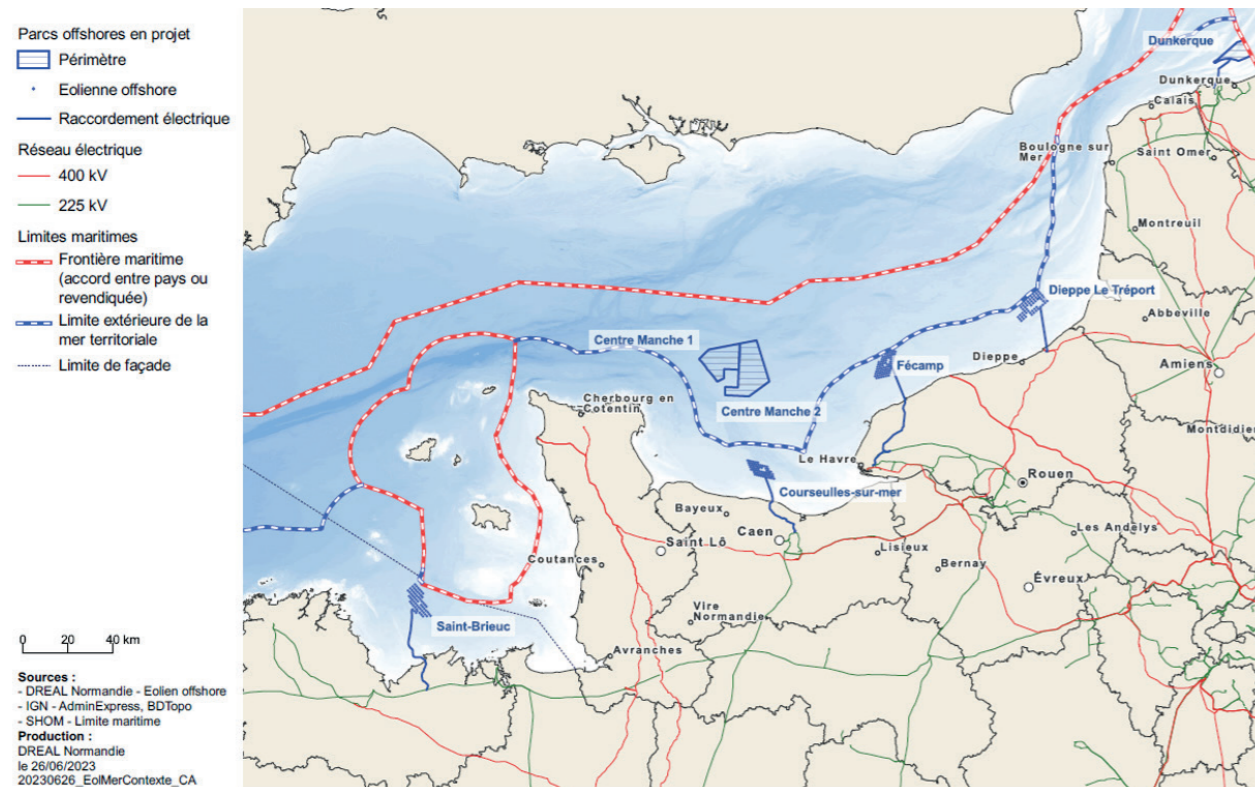 Parcs offshores en projet
Périmètre
Eolienne offshore
Raccordement électrique
Réseau électrique
400 kV
225 kV
Limites maritimes
Frontière maritime
(accord entre pays ou
revendiquée)
Limite extérieure de la
mer territoriale
Limite de façade
0 20 40 km
Sources :
- DREAL Normandie - Eolien offshore
- IGN - AdminExpress, BDTopo
- SHOM - Limite maritime
Production :
DREAL Normandie
le 26/06/2023
20230626_EolMerContexte_CA
Dunkerque
Dunkerque
Calais
Boulogne sur
Mer
Saint Omer
Montreuil
Dieppe Le Tréport
Abbeville
Centre Manche 1
Dieppe
Fécamp
Amiens
Cherbourg en
Cotentin
Centre Manche 2
Montdidier
Le Havre
Rouen
Courseulles-sur-mer
Bayeux
Les Andelys
Caen
Saint Lô
Lisieux
Coutances
Bernay
Évreux
Vire
Normandie
Saint-Brieuc
Avranches